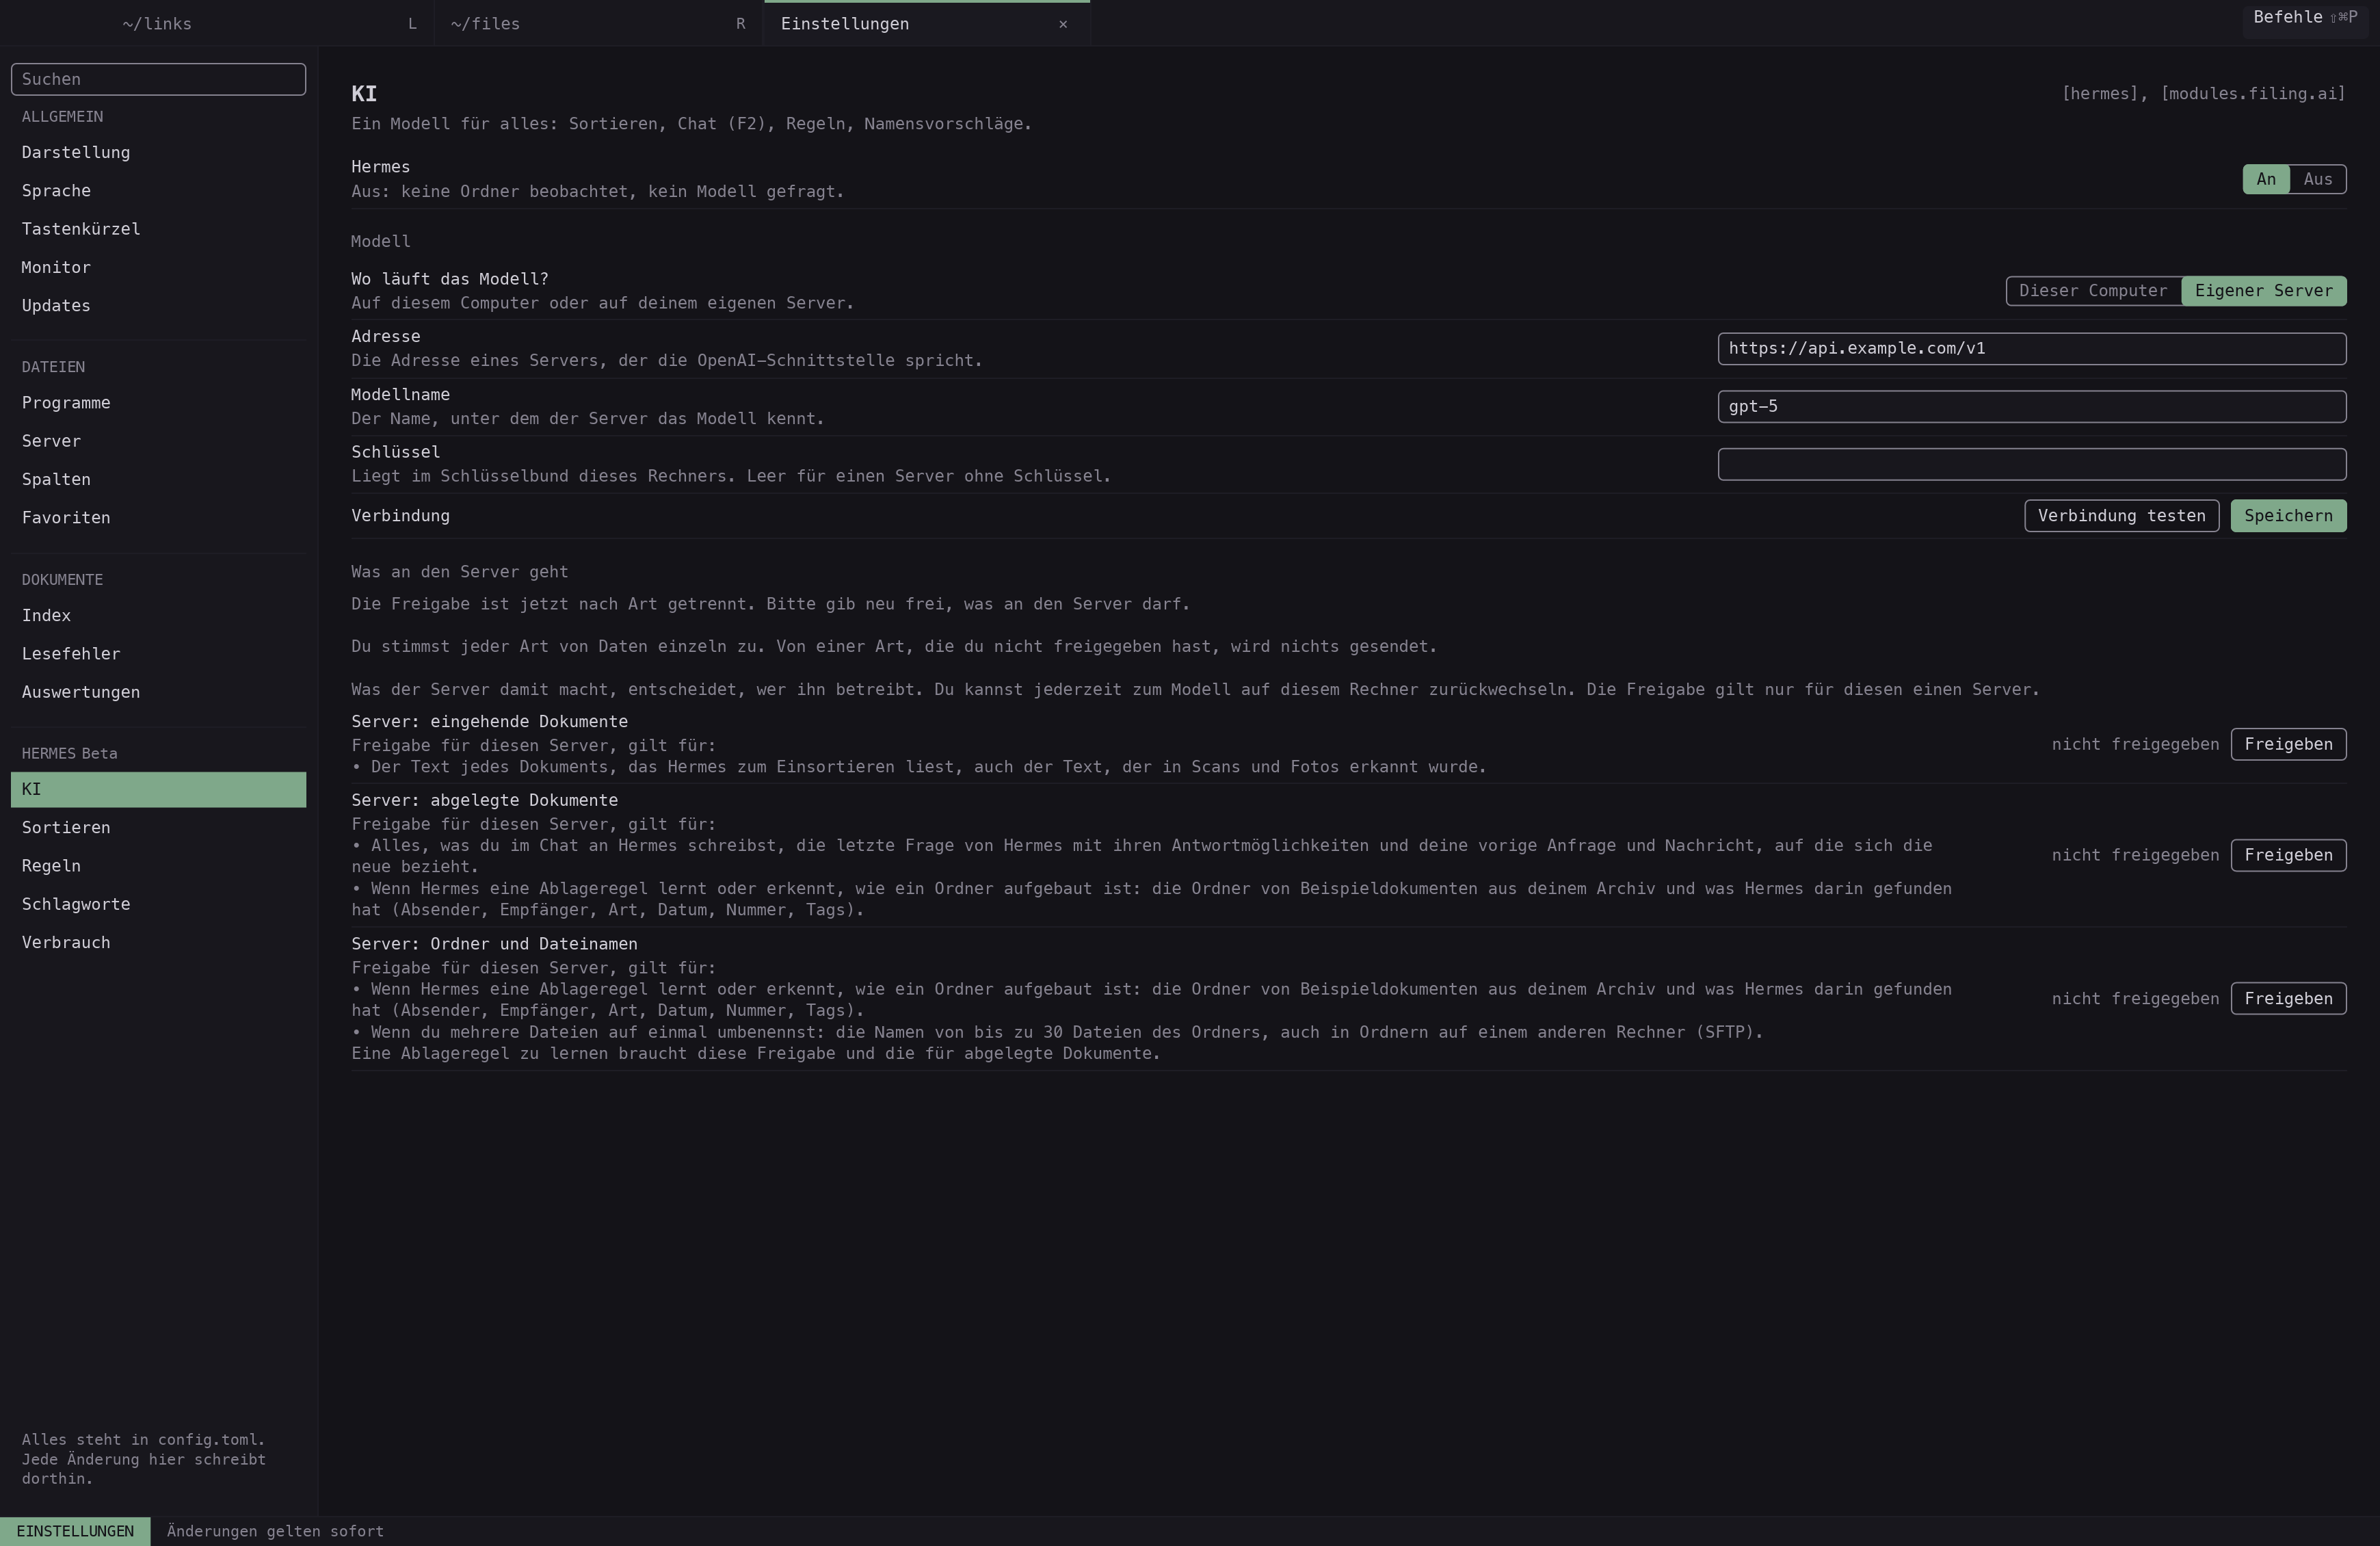 ~/links L ~/files R Einstellungen × Befehle ⇧⌘P
Suchen
ALLGEMEIN
Darstellung
Sprache
Tastenkürzel
Monitor
Updates
DATEIEN
Programme
Server
Spalten
Favoriten
DOKUMENTE
Index
Lesefehler
Auswertungen
HERMES Beta
KI
Sortieren
Regeln
Schlagworte
Verbrauch
Alles steht in config.toml.
Jede Änderung hier schreibt
dorthin.
KI [hermes], [modules.filing.ai]
Ein Modell für alles: Sortieren, Chat (F2), Regeln, Namensvorschläge.
Hermes
Aus: keine Ordner beobachtet, kein Modell gefragt.
An Aus
Modell
Wo läuft das Modell?
Auf diesem Computer oder auf deinem eigenen Server.
Dieser Computer Eigener Server
Adresse
Die Adresse eines Servers, der die OpenAI-Schnittstelle spricht.
https://api.example.com/v1
Modellname
Der Name, unter dem der Server das Modell kennt.
gpt-5
Schlüssel
Liegt im Schlüsselbund dieses Rechners. Leer für einen Server ohne Schlüssel.
Verbindung Verbindung testen Speichern
Was an den Server geht
Die Freigabe ist jetzt nach Art getrennt. Bitte gib neu frei, was an den Server darf.
Du stimmst jeder Art von Daten einzeln zu. Von einer Art, die du nicht freigegeben hast, wird nichts gesendet.
Was der Server damit macht, entscheidet, wer ihn betreibt. Du kannst jederzeit zum Modell auf diesem Rechner zurückwechseln. Die Freigabe gilt nur für diesen einen Server.
Server: eingehende Dokumente
Freigabe für diesen Server, gilt für:
• Der Text jedes Dokuments, das Hermes zum Einsortieren liest, auch der Text, der in Scans und Fotos erkannt wurde.
nicht freigegeben Freigeben
Server: abgelegte Dokumente
Freigabe für diesen Server, gilt für:
• Alles, was du im Chat an Hermes schreibst, die letzte Frage von Hermes mit ihren Antwortmöglichkeiten und deine vorige Anfrage und Nachricht, auf die sich die
neue bezieht.
• Wenn Hermes eine Ablageregel lernt oder erkennt, wie ein Ordner aufgebaut ist: die Ordner von Beispieldokumenten aus deinem Archiv und was Hermes darin gefunden
hat (Absender, Empfänger, Art, Datum, Nummer, Tags).
nicht freigegeben Freigeben
Server: Ordner und Dateinamen
Freigabe für diesen Server, gilt für:
• Wenn Hermes eine Ablageregel lernt oder erkennt, wie ein Ordner aufgebaut ist: die Ordner von Beispieldokumenten aus deinem Archiv und was Hermes darin gefunden
hat (Absender, Empfänger, Art, Datum, Nummer, Tags).
• Wenn du mehrere Dateien auf einmal umbenennst: die Namen von bis zu 30 Dateien des Ordners, auch in Ordnern auf einem anderen Rechner (SFTP).
Eine Ablageregel zu lernen braucht diese Freigabe und die für abgelegte Dokumente.
nicht freigegeben Freigeben
EINSTELLUNGEN Änderungen gelten sofort